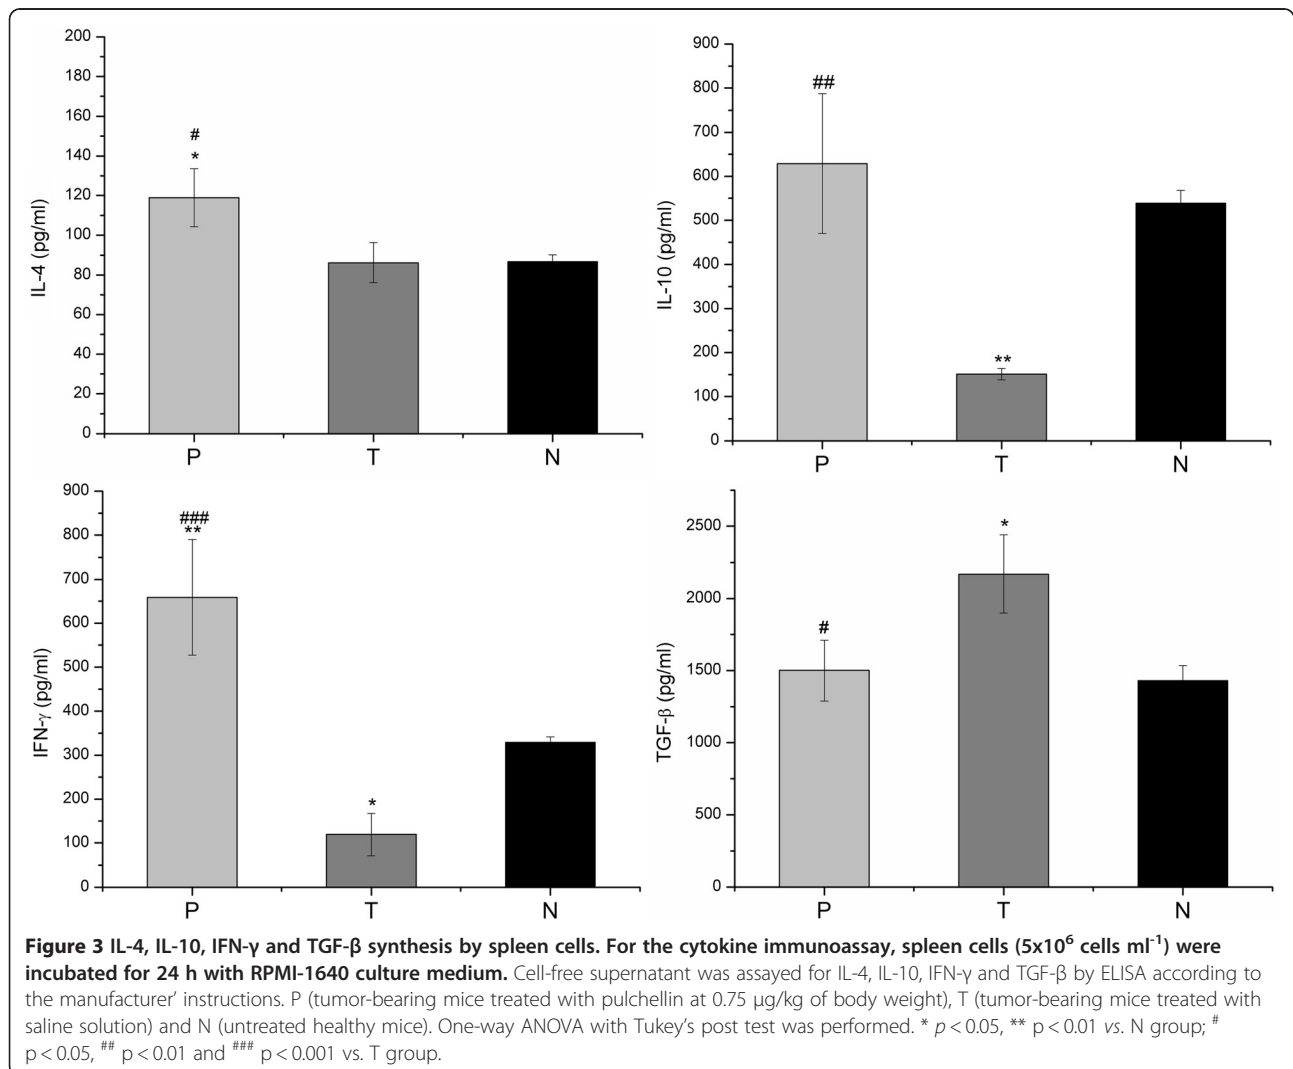 200
180
160
140
120
100
80
60
40
20
0
IL-4 (pg/ml)
#
*
P
T
N
900
800
700
600
500
400
300
200
100
0
IL-10 (pg/ml)
##
**
P
T
N
900
800
700
600
500
400
300
200
100
0
IFN-γ (pg/ml)
###
**
*
P
T
N
2500
2000
1500
1000
500
0
TGF-β (pg/ml)
#
*
P
T
N
Figure 3 IL-4, IL-10, IFN-γ and TGF-β synthesis by spleen cells. For the cytokine immunoassay, spleen cells (5x10⁶ cells ml⁻¹) were
incubated for 24 h with RPMI-1640 culture medium. Cell-free supernatant was assayed for IL-4, IL-10, IFN-γ and TGF-β by ELISA according to
the manufacturer’ instructions. P (tumor-bearing mice treated with pulchellin at 0.75 μg/kg of body weight), T (tumor-bearing mice treated with
saline solution) and N (untreated healthy mice). One-way ANOVA with Tukey’s post test was performed. * p < 0.05, ** p < 0.01 vs. N group; #
p < 0.05, ## p < 0.01 and ### p < 0.001 vs. T group.